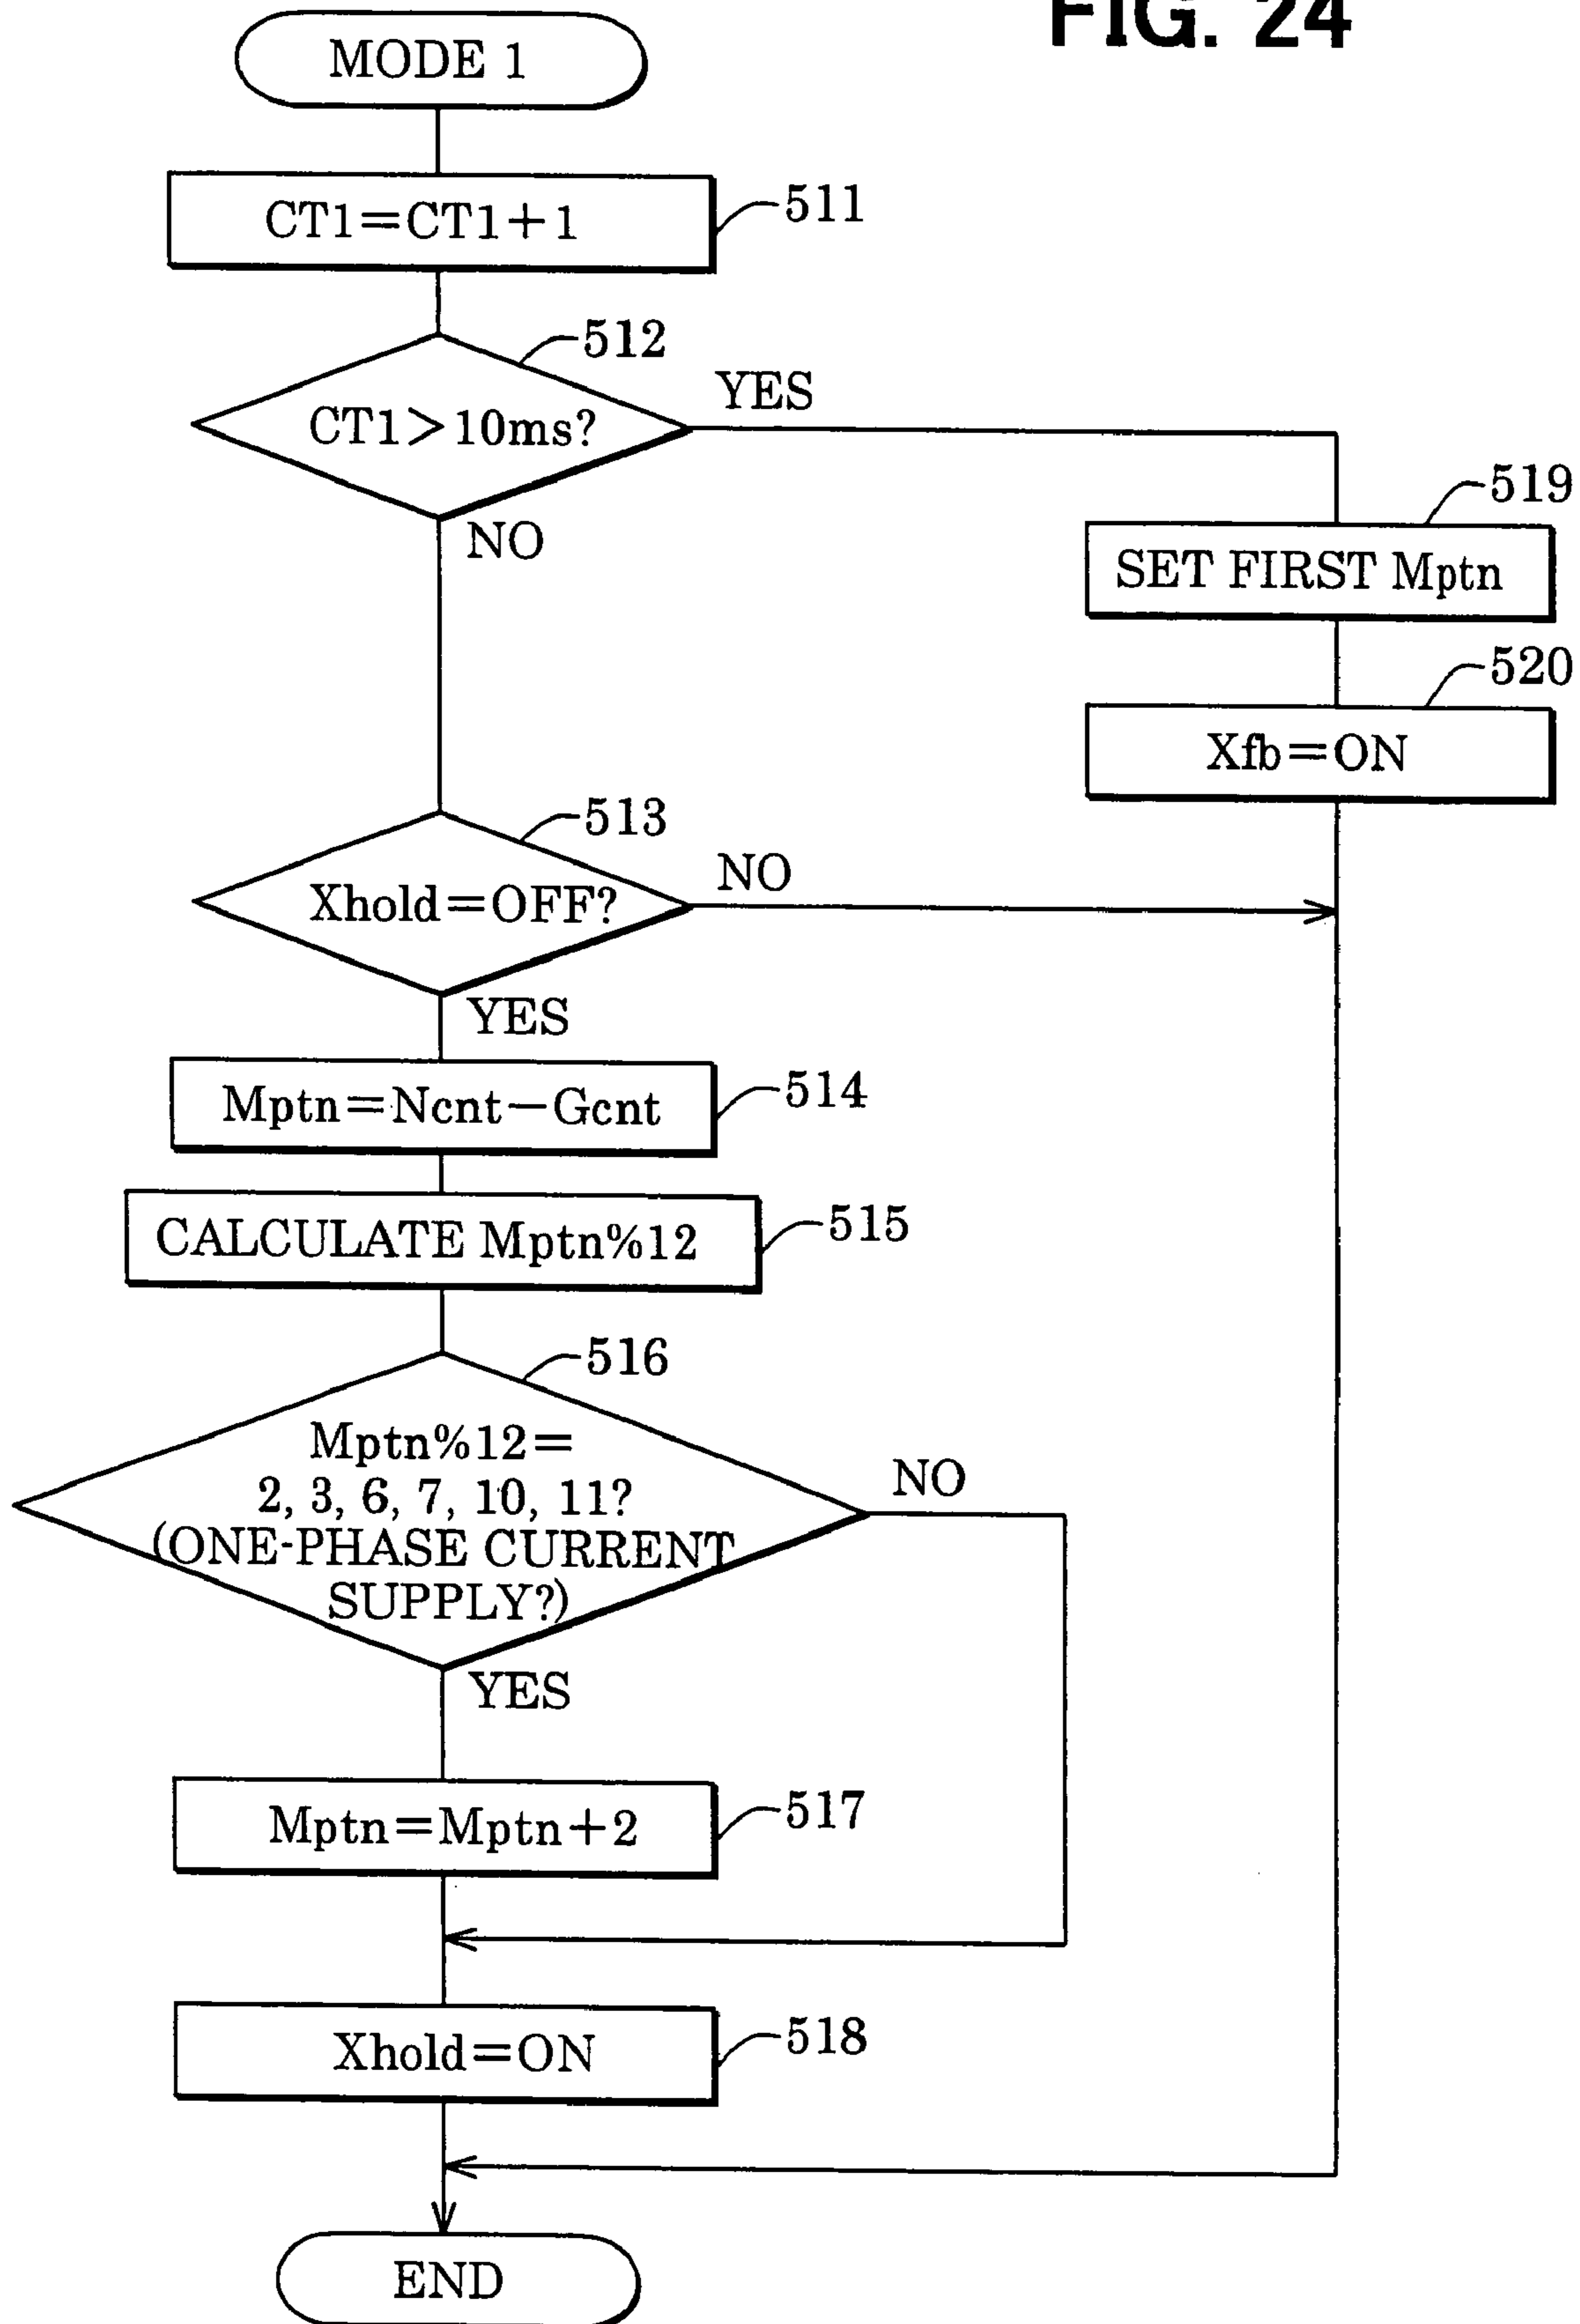 FIG. 24
MODE 1
CT1=CT1+1
511
512
CT1>10ms?
YES
NO
519
SET FIRST Mptn
520
Xfb=ON
513
Xhold=OFF?
NO
YES
Mptn=Ncnt−Gcnt
514
CALCULATE Mptn%12
515
516
Mptn%12=
2, 3, 6, 7, 10, 11?
(ONE-PHASE CURRENT
SUPPLY?)
NO
YES
Mptn=Mptn+2
517
Xhold=ON
518
END